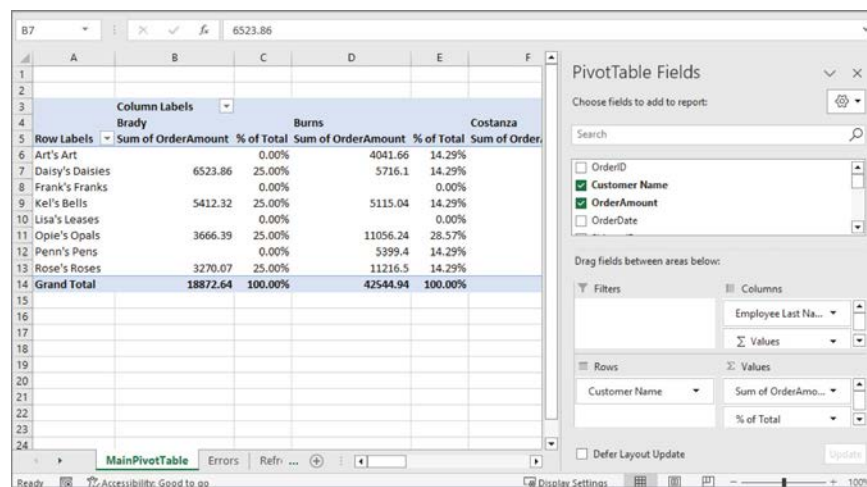 B7 fx 6523.86
A B C D E F
1
2
3 Column Labels
4 Brady Burns Costanza
5 Row Labels Sum of OrderAmount % of Total Sum of OrderAmount % of Total Sum of Order
6 Art's Art 0.00% 4041.66 14.29%
7 Daisy's Daisies 6523.86 25.00% 5716.1 14.29%
8 Frank's Franks 0.00% 0.00%
9 Kel's Bells 5412.32 25.00% 5115.04 14.29%
10 Lisa's Leases 0.00% 0.00%
11 Opie's Opals 3666.39 25.00% 11056.24 28.57%
12 Penn's Pens 0.00% 5399.4 14.29%
13 Rose's Roses 3270.07 25.00% 11216.5 14.29%
14 Grand Total 18872.64 100.00% 42544.94 100.00%
15
16
17
18
19
20
21
22
23
24
MainPivotTable Errors Refr ...
Ready Accessibility: Good to go Display Settings 100
PivotTable Fields
Choose fields to add to report:
Search
OrderID
Customer Name
OrderAmount
OrderDate
Drag fields between areas below:
Filters Columns
Employee Last Na...
Σ Values
Rows Σ Values
Customer Name Sum of OrderAmo...
% of Total
Defer Layout Update Update